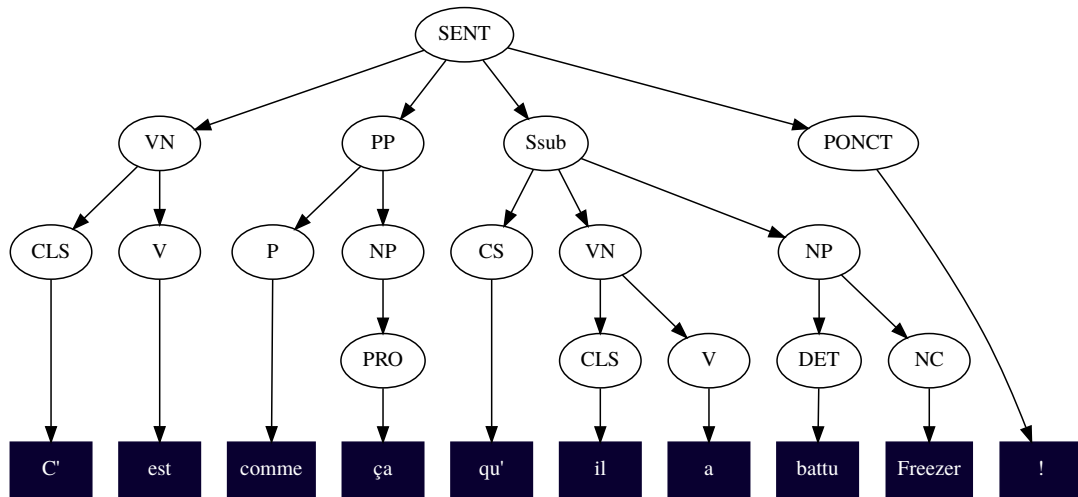 SENT
VN PP Ssub PONCT
CLS V P NP CS VN NP
PRO CLS V DET NC
C' est comme ça qu' il a battu Freezer !